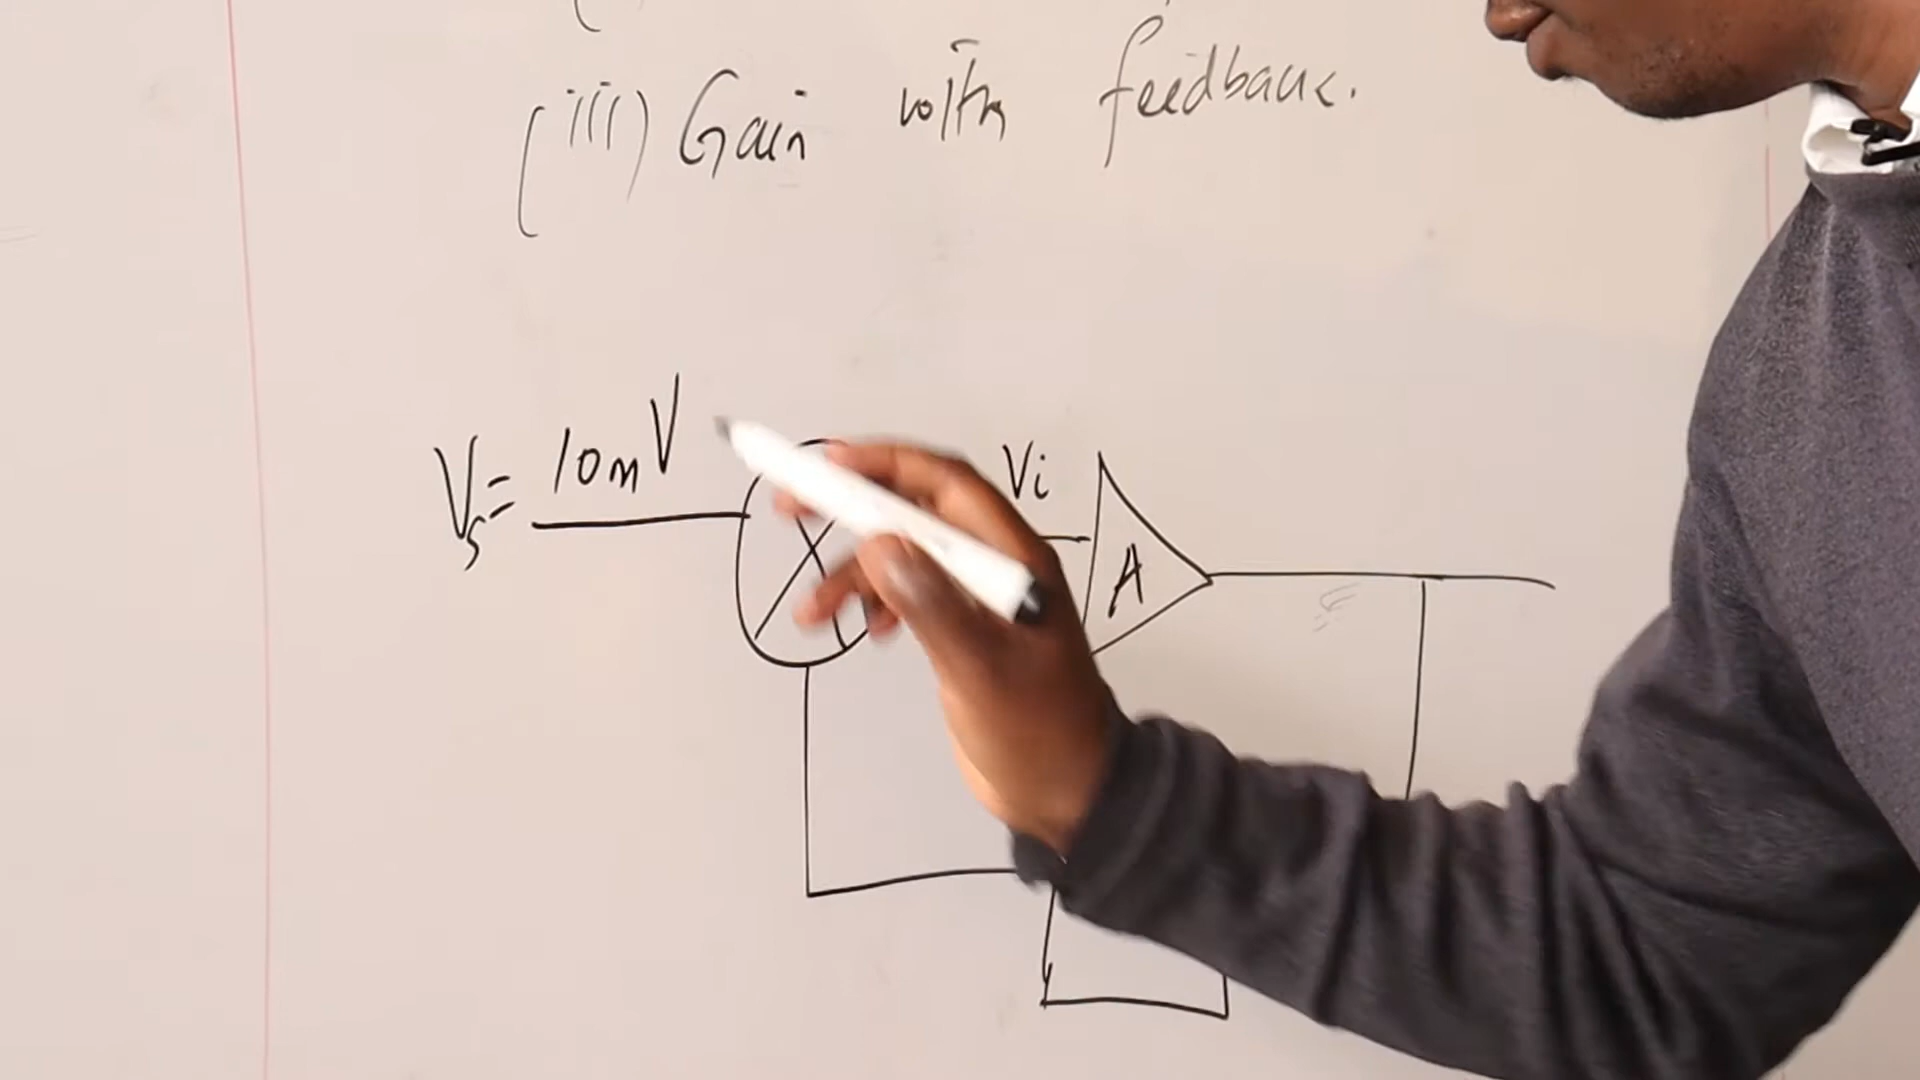 (iii) Gain with feedback.
Vs = 10mV
Vi
A